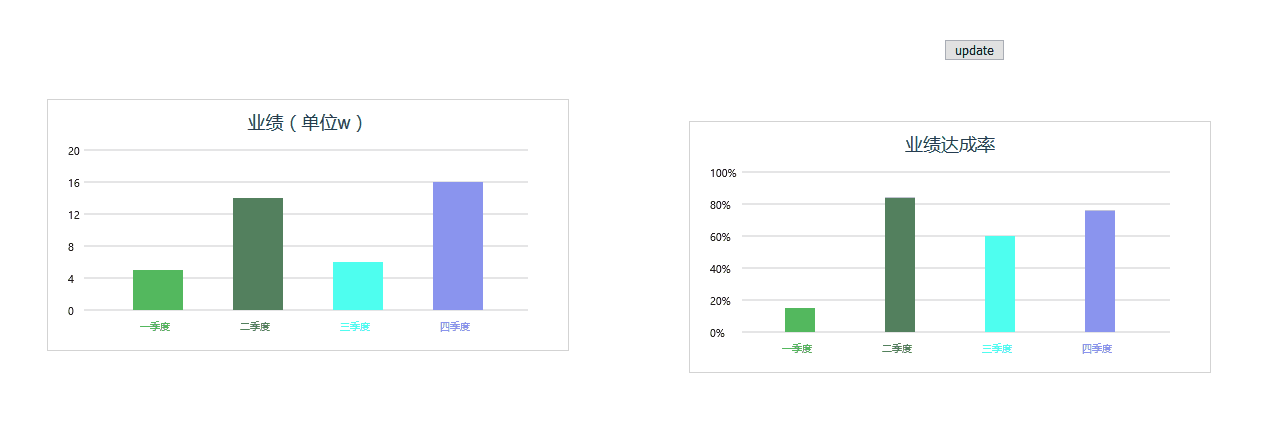 update
业绩（单位w）
20
16
12
8
4
0
一季度 二季度 三季度 四季度
业绩达成率
100%
80%
60%
40%
20%
0%
一季度 二季度 三季度 四季度